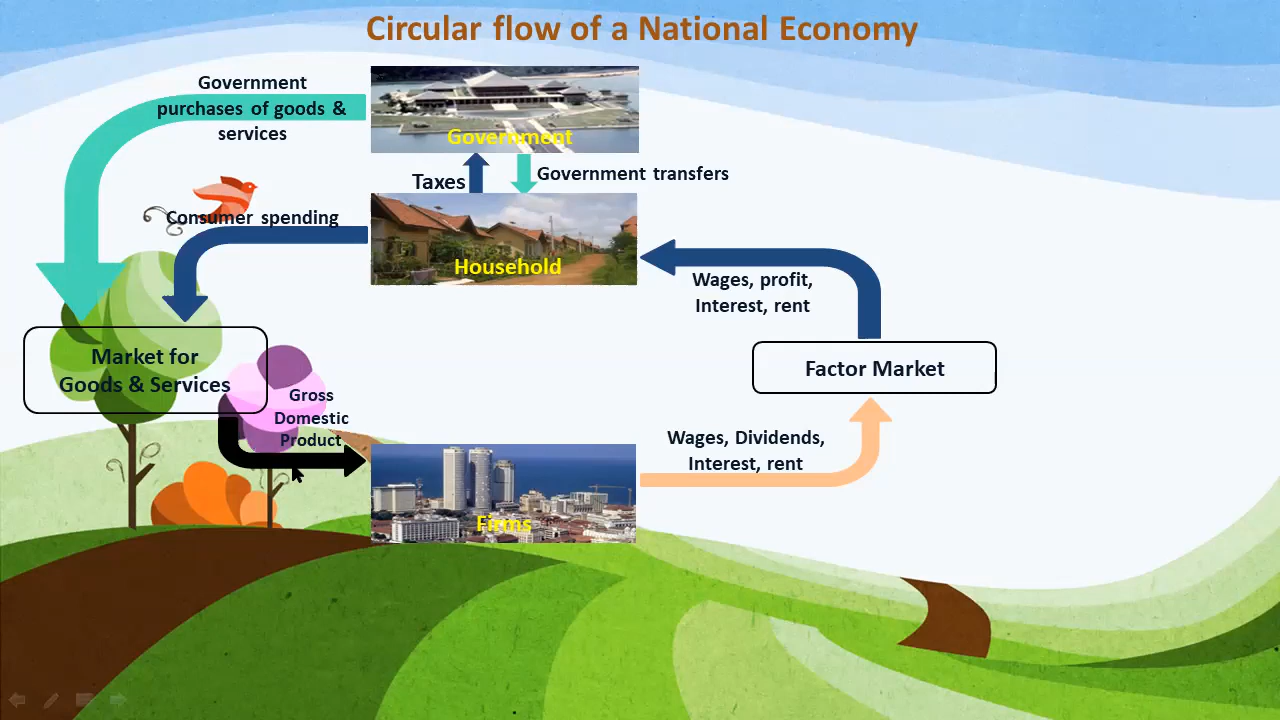 Circular flow of a National Economy
Government
purchases of goods &
services
Government
Taxes
Government transfers
Consumer spending
Household
Wages, profit,
Interest, rent
Market for
Goods & Services
Factor Market
Gross
Domestic
Product
Wages, Dividends,
Interest, rent
Firms